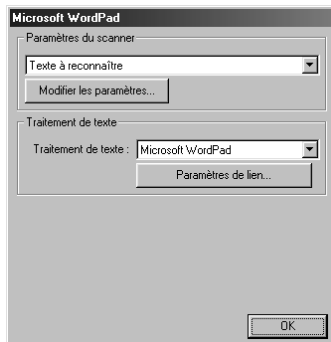 Microsoft WordPad
Paramètres du scanner
Texte à reconnaître
Modifier les paramètres...
Traitement de texte
Traitement de texte : Microsoft WordPad
Paramètres de lien...
OK